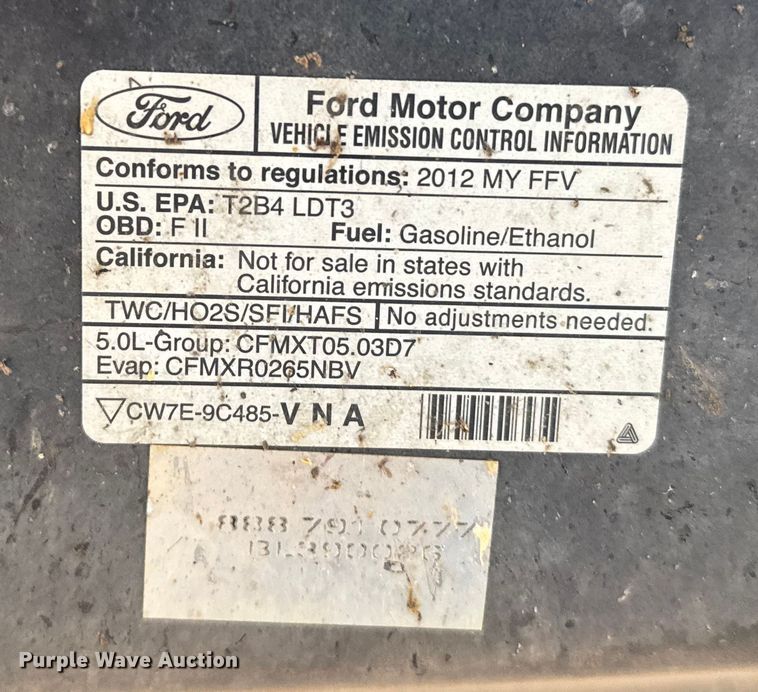 Ford
Ford Motor Company
VEHICLE EMISSION CONTROL INFORMATION
Conforms to regulations: 2012 MY FFV
U.S. EPA: T2B4 LDT3
OBD: F II Fuel: Gasoline/Ethanol
California: Not for sale in states with
California emissions standards.
TWC/HO2S/SFI/HAFS No adjustments needed.
5.0L-Group: CFMXT05.03D7
Evap: CFMXR0265NBV
CW7E-9C485-V N A
Purple Wave Auction